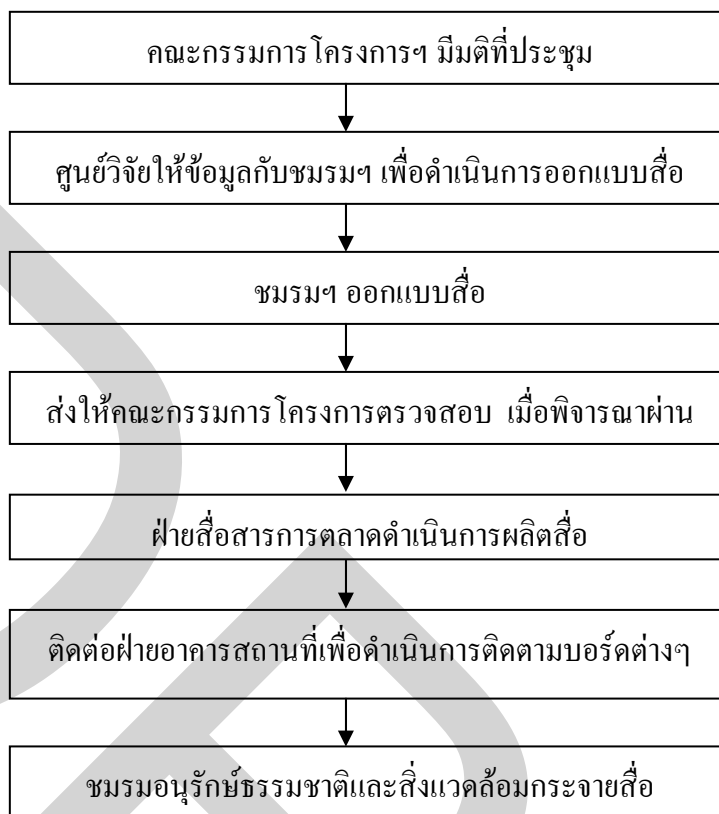 คณะกรรมการโครงการฯ มีมติที่ประชุม
ศูนย์วิจัยให้ข้อมูลกับชมรมฯ เพื่อดำเนินการออกแบบสื่อ
ชมรมฯ ออกแบบสื่อ
ส่งให้คณะกรรมการโครงการตรวจสอบ เมื่อพิจารณาผ่าน
ฝ่ายสื่อสารการตลาดดำเนินการผลิตสื่อ
ติดต่อฝ่ายอาคารสถานที่เพื่อดำเนินการติดตามบอร์ดต่างๆ
ชมรมอนุรักษ์ธรรมชาติและสิ่งแวดล้อมกระจายสื่อ